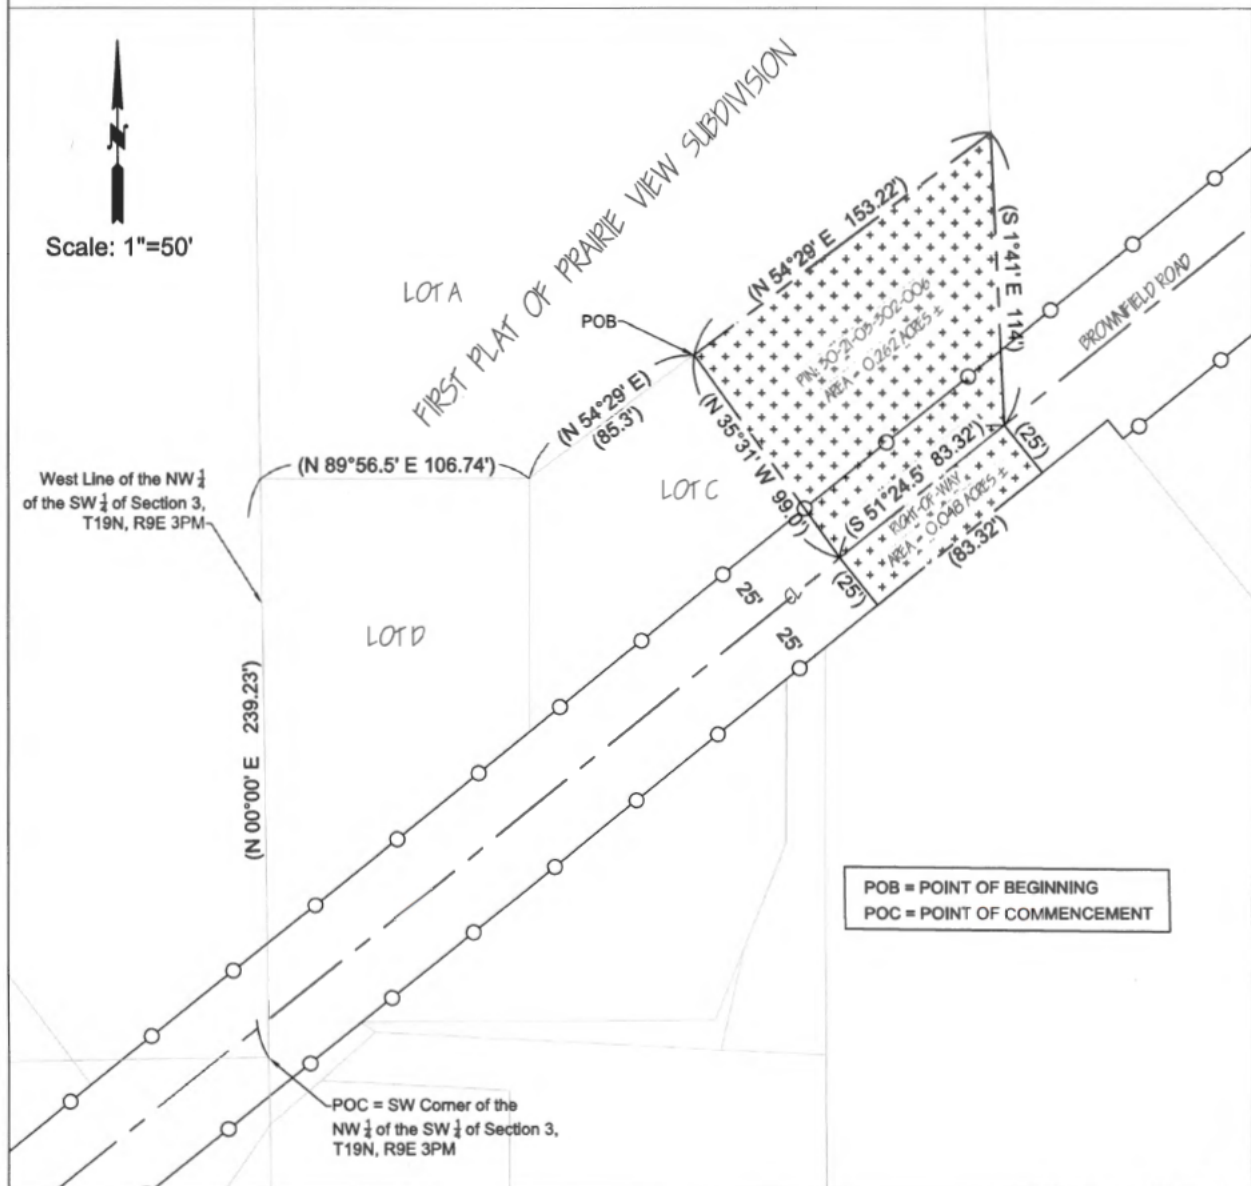 N
Scale: 1"=50'
FIRST PLAT OF PRAIRIE VIEW SUBDIVISION
LOT A
POB
(N 54°29' E 153.22')
(S 1°41' E 114')
PIN: 30-21-03-302-006
AREA = 0.262 ACRES ±
BROWNFIELD ROAD
(N 54°29' E)
(85.3')
(N 35°31' W 99.0')
(N 89°56.5' E 106.74')
LOT C
(S 51°24.5' 83.32')
(25')
RIGHT-OF-WAY
AREA = 0.048 ACRES ±
(83.32')
(25')
West Line of the NW ¼
of the SW ¼ of Section 3,
T19N, R9E 3PM
25'
CL
25'
LOT D
(N 00°00' E 239.23')
POB = POINT OF BEGINNING
POC = POINT OF COMMENCEMENT
POC = SW Corner of the
NW ¼ of the SW ¼ of Section 3,
T19N, R9E 3PM